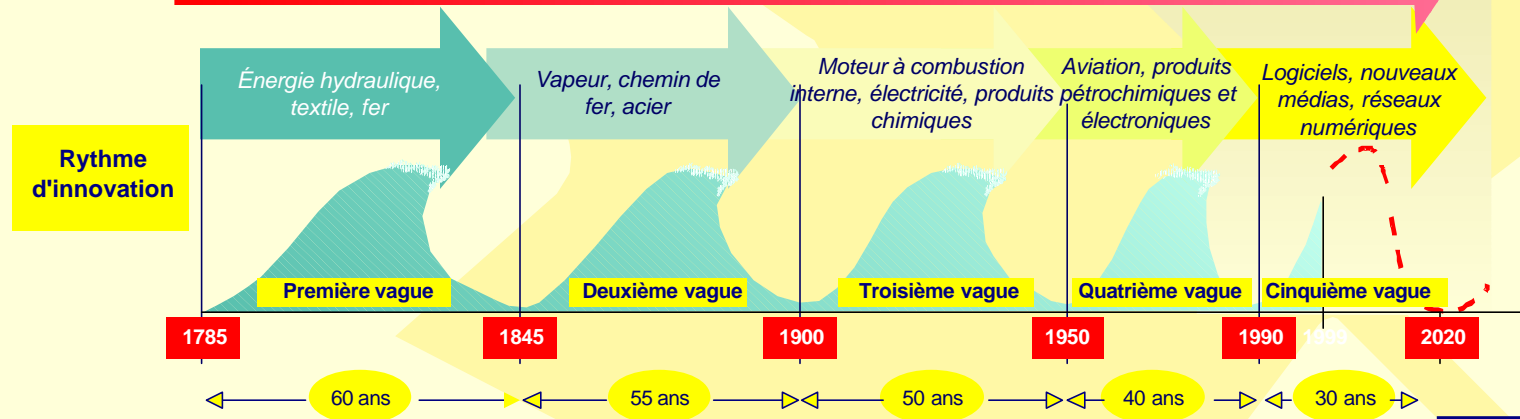 Énergie hydraulique,
textile, fer
Vapeur, chemin de
fer, acier
Moteur à combustion
interne, électricité, produits
chimiques
Aviation, produits
pétrochimiques et
électroniques
Logiciels, nouveaux
médias, réseaux
numériques
Rythme
d'innovation
Première vague
Deuxième vague
Troisième vague
Quatrième vague
Cinquième vague
1785
1845
1900
1950
1990
1999
2020
60 ans
55 ans
50 ans
40 ans
30 ans